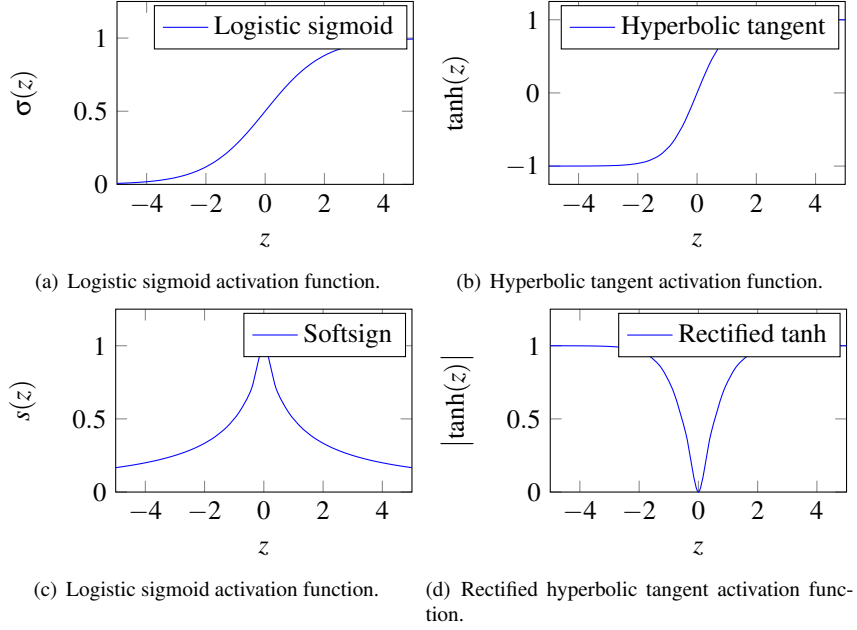 Logistic sigmoid
1
0.5
0
σ(z)
−4 −2 0 2 4
z
(a) Logistic sigmoid activation function.
Hyperbolic tangent
1
0
−1
tanh(z)
−4 −2 0 2 4
z
(b) Hyperbolic tangent activation function.
Softsign
1
0.5
0
s(z)
−4 −2 0 2 4
z
(c) Logistic sigmoid activation function.
Rectified tanh
1
0.5
0
|tanh(z)|
−4 −2 0 2 4
z
(d) Rectified hyperbolic tangent activation func-
tion.